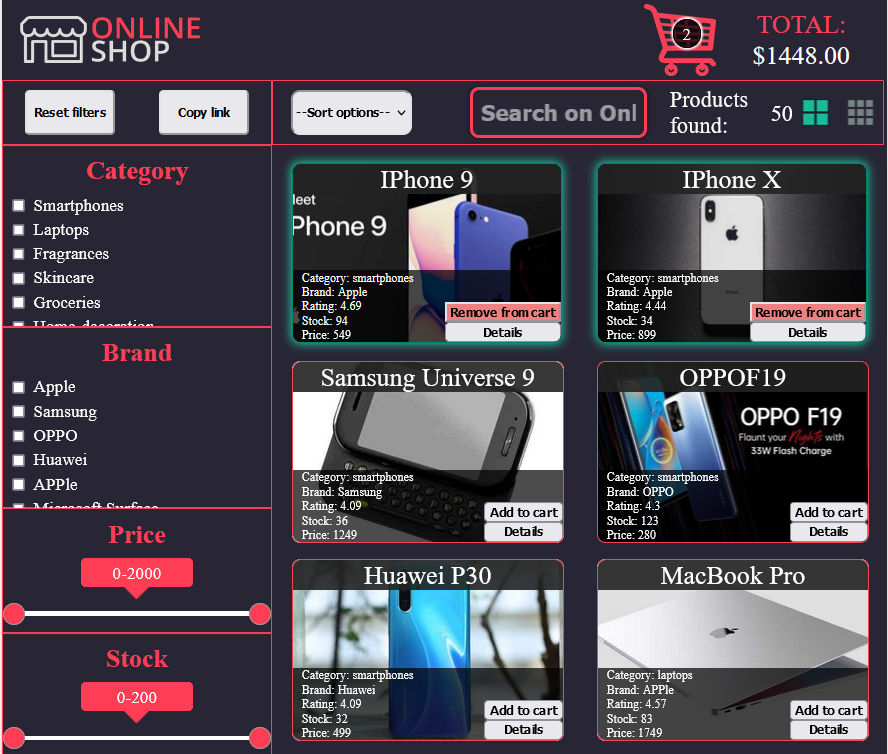 ONLINE
SHOP
2
TOTAL:
$1448.00
Reset filters
Copy link
--Sort options--
Search on Onl
Products
found:
50
Category
Smartphones
Laptops
Fragrances
Skincare
Groceries
Home-decoration
Brand
Apple
Samsung
OPPO
Huawei
APPle
Microsoft Surface
Price
0-2000
Stock
0-200
IPhone 9
leet
Phone 9
Category: smartphones
Brand: Apple
Rating: 4.69
Stock: 94
Price: 549
Remove from cart
Details
IPhone X
Category: smartphones
Brand: Apple
Rating: 4.44
Stock: 34
Price: 899
Remove from cart
Details
Samsung Universe 9
Category: smartphones
Brand: Samsung
Rating: 4.09
Stock: 36
Price: 1249
Add to cart
Details
OPPOF19
OPPO F19
Flaunt your Nights with
33W Flash Charge
Category: smartphones
Brand: OPPO
Rating: 4.3
Stock: 123
Price: 280
Add to cart
Details
Huawei P30
Category: smartphones
Brand: Huawei
Rating: 4.09
Stock: 32
Price: 499
Add to cart
Details
MacBook Pro
Category: laptops
Brand: APPle
Rating: 4.57
Stock: 83
Price: 1749
Add to cart
Details